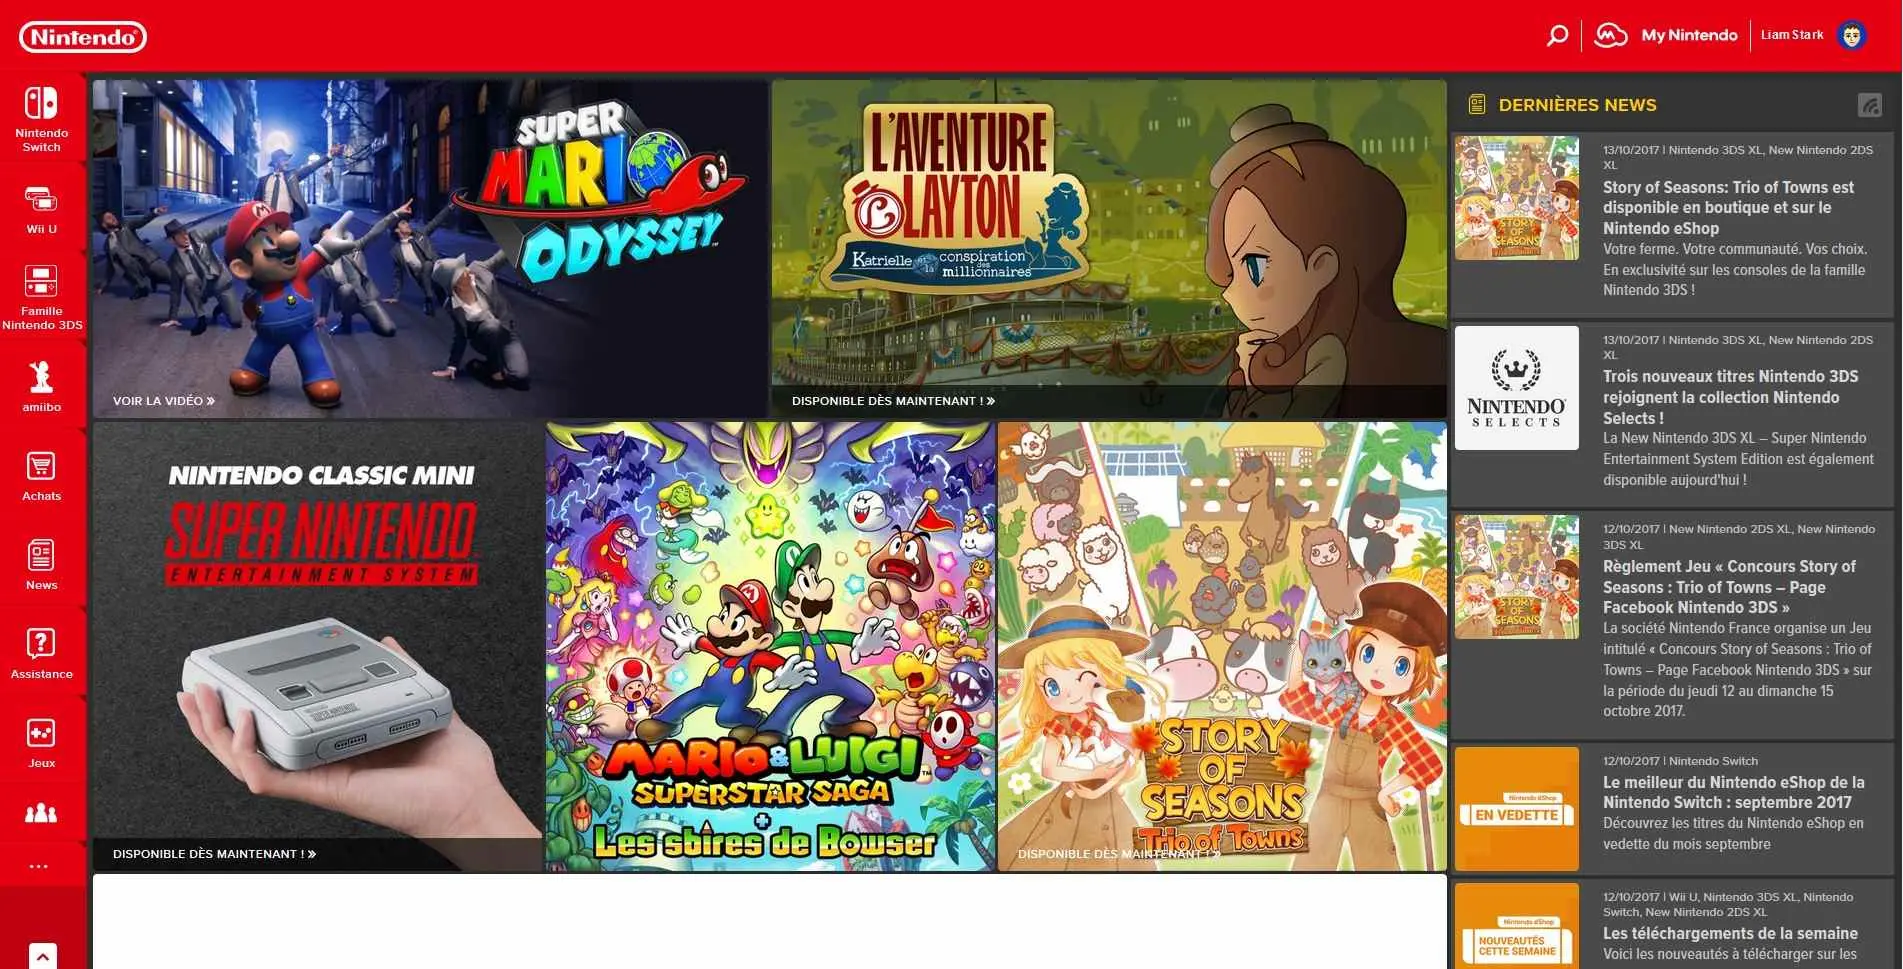 Nintendo
My Nintendo
Liam Stark
Nintendo
Switch
Wii U
Famille
Nintendo 3DS
amiibo
Achats
News
Assistance
Jeux
...
SUPER
MARIO
ODYSSEY
VOIR LA VIDÉO »
L'AVENTURE
LAYTON
Katrielle et la conspiration
des millionnaires
DISPONIBLE DÈS MAINTENANT ! »
NINTENDO CLASSIC MINI
SUPER NINTENDO
ENTERTAINMENT SYSTEM
DISPONIBLE DÈS MAINTENANT ! »
MARIO & LUIGI
SUPERSTAR SAGA
+
Les sbires de Bowser
STORY
OF
SEASONS
Trio of Towns
DISPONIBLE DÈS MAINTENANT ! »
DERNIÈRES NEWS
STORY
OF
SEASONS
13/10/2017 | Nintendo 3DS XL, New Nintendo 2DS
XL
Story of Seasons: Trio of Towns est
disponible en boutique et sur le
Nintendo eShop
Votre ferme. Votre communauté. Vos choix.
En exclusivité sur les consoles de la famille
Nintendo 3DS !
NINTENDO
SELECTS
13/10/2017 | Nintendo 3DS XL, New Nintendo 2DS
XL
Trois nouveaux titres Nintendo 3DS
rejoignent la collection Nintendo
Selects !
La New Nintendo 3DS XL – Super Nintendo
Entertainment System Edition est également
disponible aujourd'hui !
STORY
OF
SEASONS
12/10/2017 | New Nintendo 2DS XL, New Nintendo
3DS XL
Règlement Jeu « Concours Story of
Seasons : Trio of Towns – Page
Facebook Nintendo 3DS »
La société Nintendo France organise un Jeu
intitulé « Concours Story of Seasons : Trio of
Towns – Page Facebook Nintendo 3DS » sur
la période du jeudi 12 au dimanche 15
octobre 2017.
Nintendo eShop
EN VEDETTE
12/10/2017 | Nintendo Switch
Le meilleur du Nintendo eShop de la
Nintendo Switch : septembre 2017
Découvrez les titres du Nintendo eShop en
vedette du mois septembre
Nintendo eShop
NOUVEAUTÉS
CETTE SEMAINE
12/10/2017 | Wii U, Nintendo 3DS XL, Nintendo
Switch, New Nintendo 2DS XL
Les téléchargements de la semaine
Voici les nouveautés à télécharger sur les